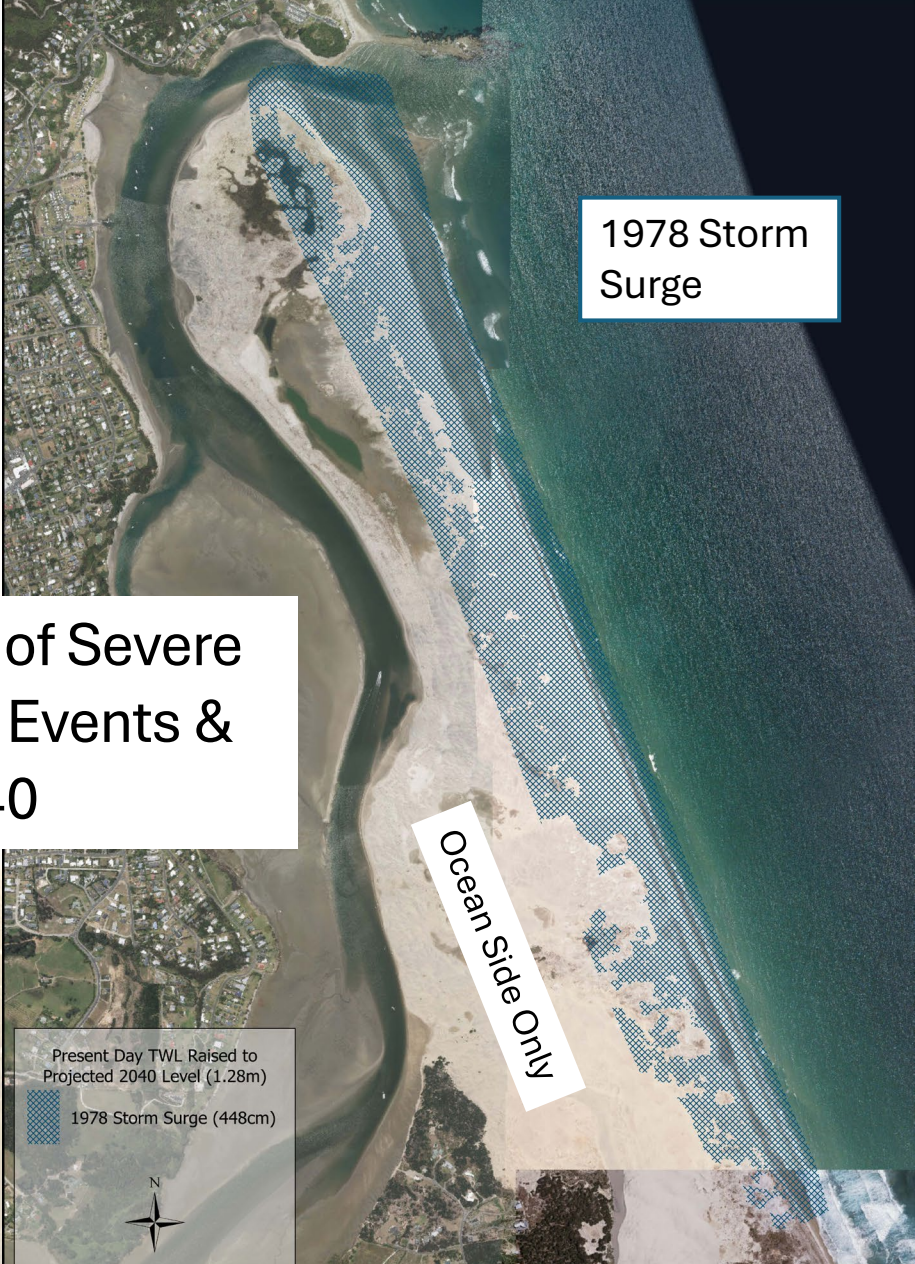 1978 Storm
Surge
of Severe
Events &
40
Ocean Side Only
Present Day TWL Raised to
Projected 2040 Level (1.28m)
1978 Storm Surge (448cm)
N